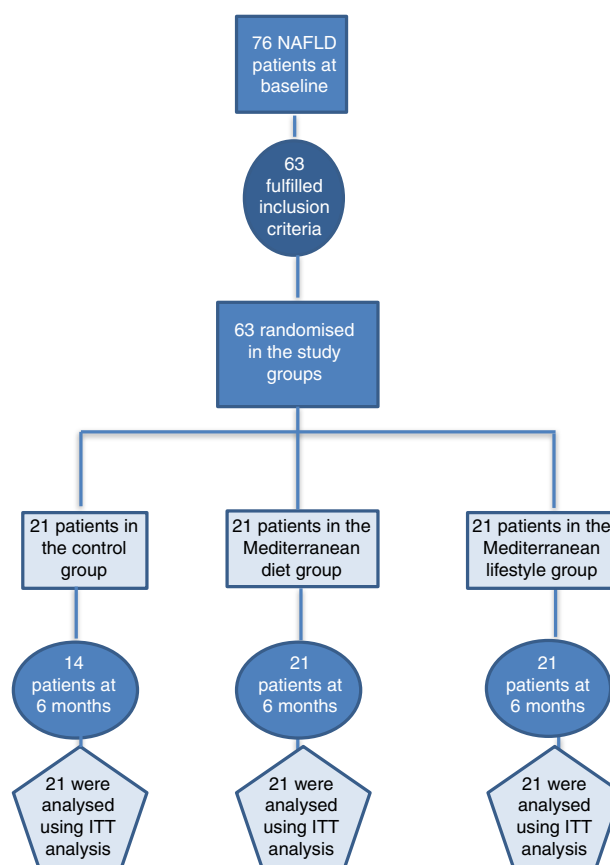 76 NAFLD
patients at
baseline
63
fulfilled
inclusion
criteria
63 randomised
in the study
groups
21 patients in
the control
group
21 patients in the
Mediterranean
diet group
21 patients in the
Mediterranean
lifestyle group
14
patients at
6 months
21
patients at
6 months
21
patients at
6 months
21 were
analysed
using ITT
analysis
21 were
analysed
using ITT
analysis
21 were
analysed
using ITT
analysis